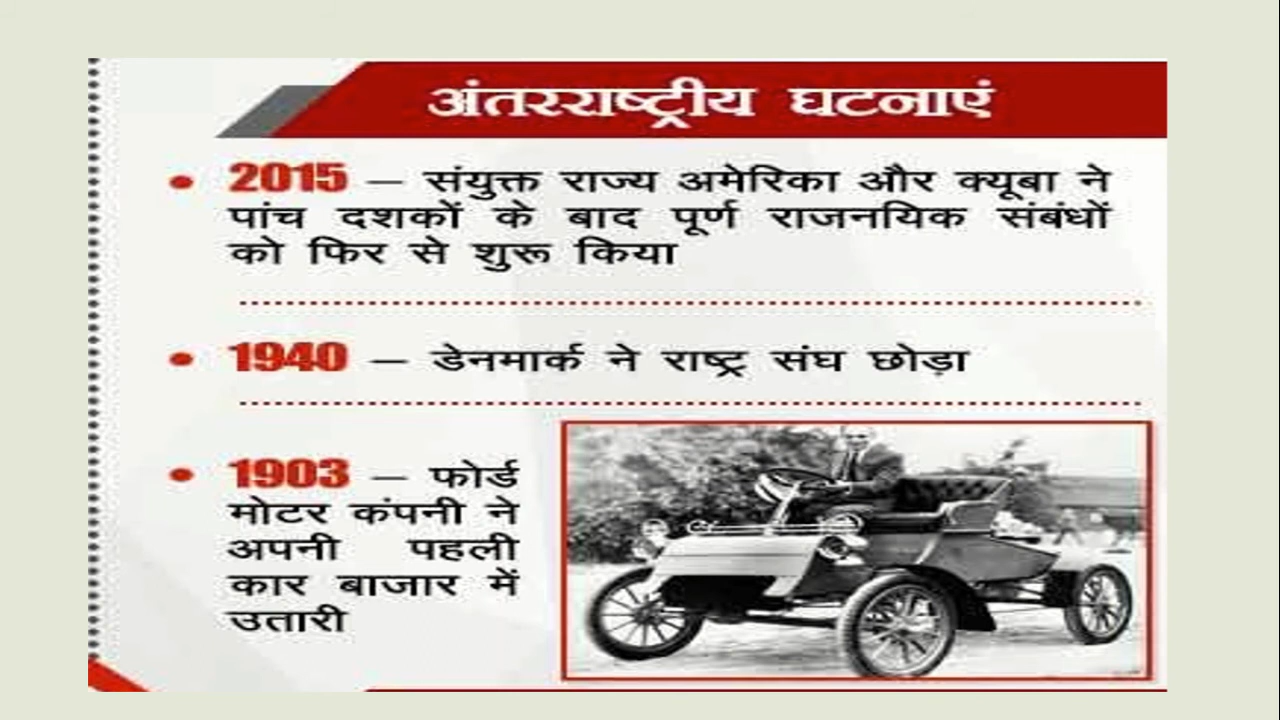 अंतरराष्ट्रीय घटनाएं
• 2015 – संयुक्त राज्य अमेरिका और क्यूबा ने
पांच दशकों के बाद पूर्ण राजनयिक संबंधों
को फिर से शुरू किया
• 1940 – डेनमार्क ने राष्ट्र संघ छोड़ा
• 1903 – फोर्ड
मोटर कंपनी ने
अपनी पहली
कार बाजार में
उतारी